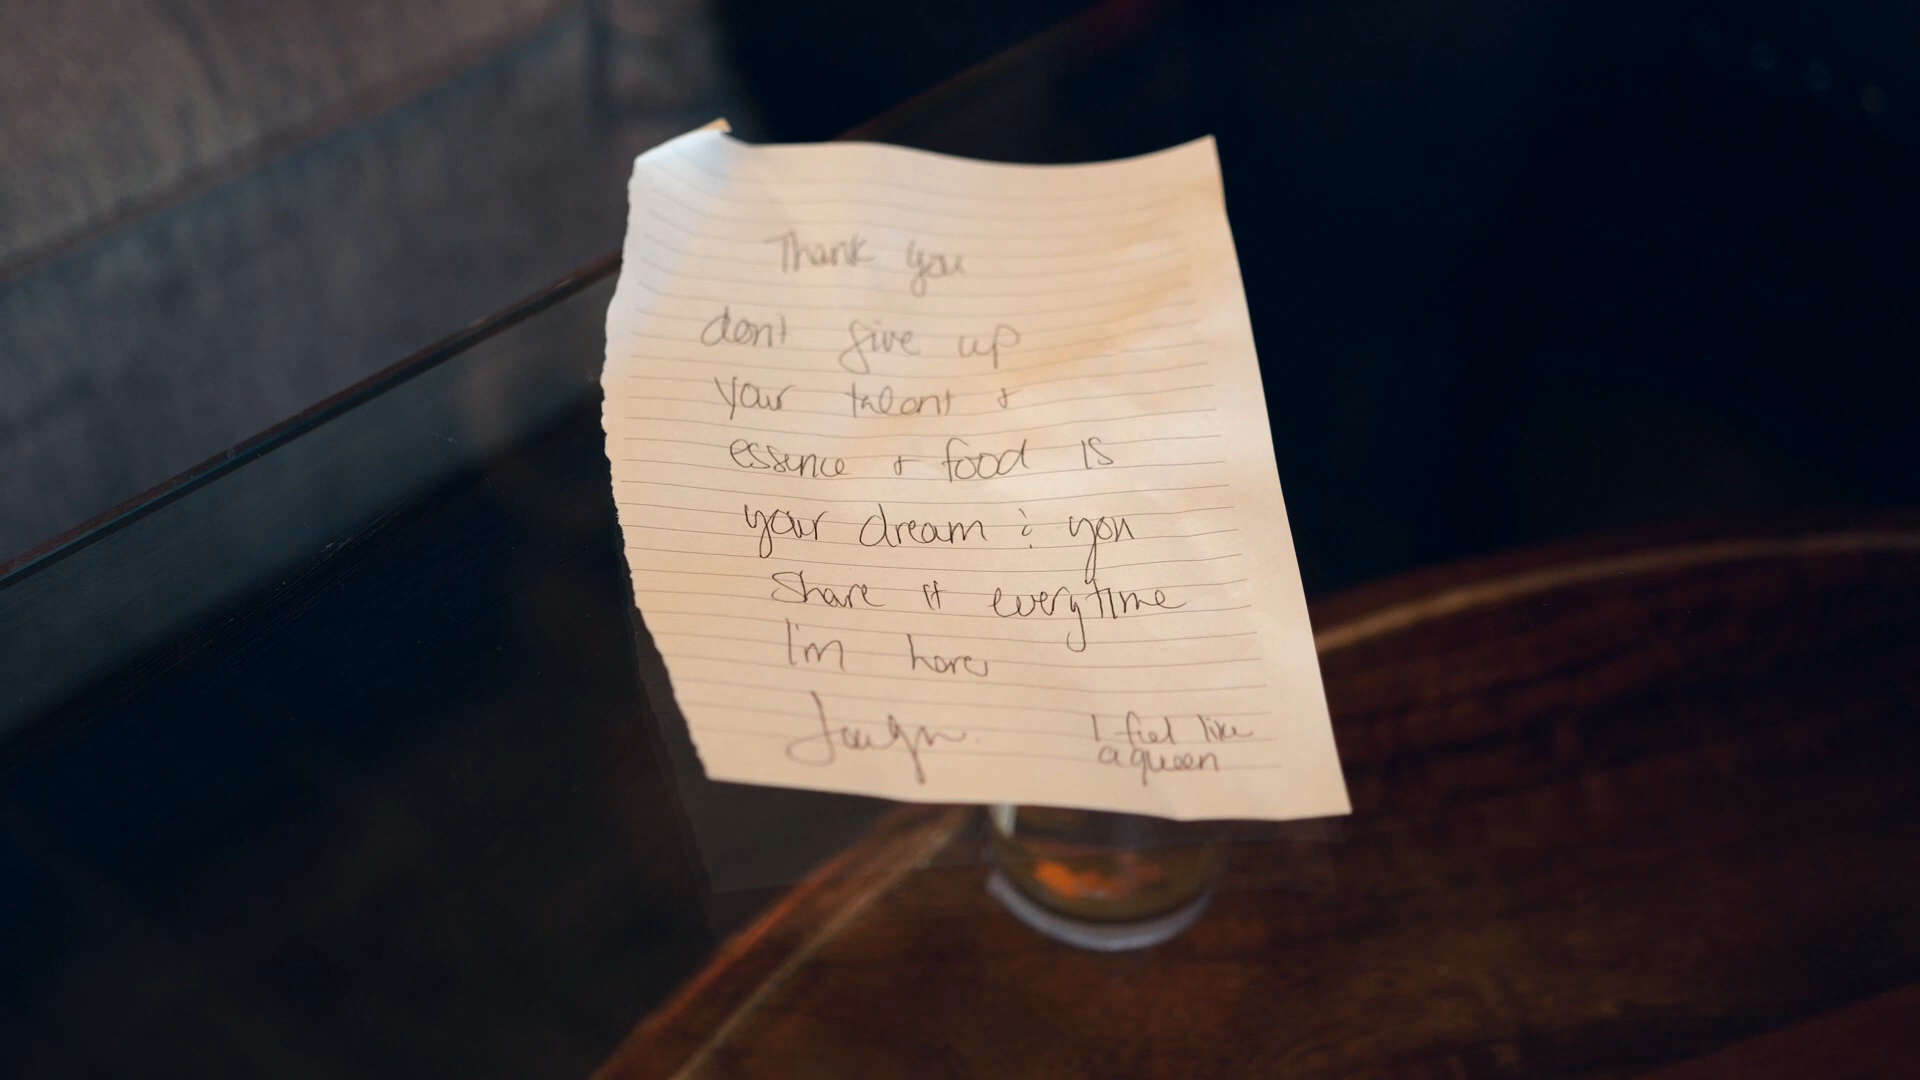 Thank you
don't give up
your talent +
essence + food is
your dream & you
share it everytime
I'm here
I feel like
a queen